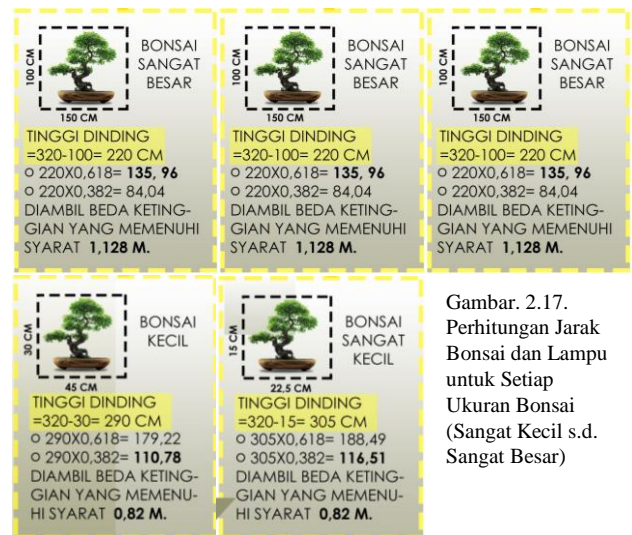 100 CM
BONSAI
SANGAT
BESAR
150 CM
TINGGI DINDING
=320-100= 220 CM
○ 220X0,618= 135, 96
○ 220X0,382= 84,04
DIAMBIL BEDA KETING-
GIAN YANG MEMENUHI
SYARAT 1,128 M.
100 CM
BONSAI
SANGAT
BESAR
150 CM
TINGGI DINDING
=320-100= 220 CM
○ 220X0,618= 135, 96
○ 220X0,382= 84,04
DIAMBIL BEDA KETING-
GIAN YANG MEMENUHI
SYARAT 1,128 M.
100 CM
BONSAI
SANGAT
BESAR
150 CM
TINGGI DINDING
=320-100= 220 CM
○ 220X0,618= 135, 96
○ 220X0,382= 84,04
DIAMBIL BEDA KETING-
GIAN YANG MEMENUHI
SYARAT 1,128 M.
30 CM
BONSAI
KECIL
45 CM
TINGGI DINDING
=320-30= 290 CM
○ 290X0,618= 179,22
○ 290X0,382= 110,78
DIAMBIL BEDA KETING-
GIAN YANG MEMENU-
HI SYARAT 0,82 M.
15 CM
BONSAI
SANGAT
KECIL
22,5 CM
TINGGI DINDING
=320-15= 305 CM
○ 305X0,618= 188,49
○ 305X0,382= 116,51
DIAMBIL BEDA KETING-
GIAN YANG MEMENU-
HI SYARAT 0,82 M.
Gambar. 2.17.
Perhitungan Jarak
Bonsai dan Lampu
untuk Setiap
Ukuran Bonsai
(Sangat Kecil s.d.
Sangat Besar)